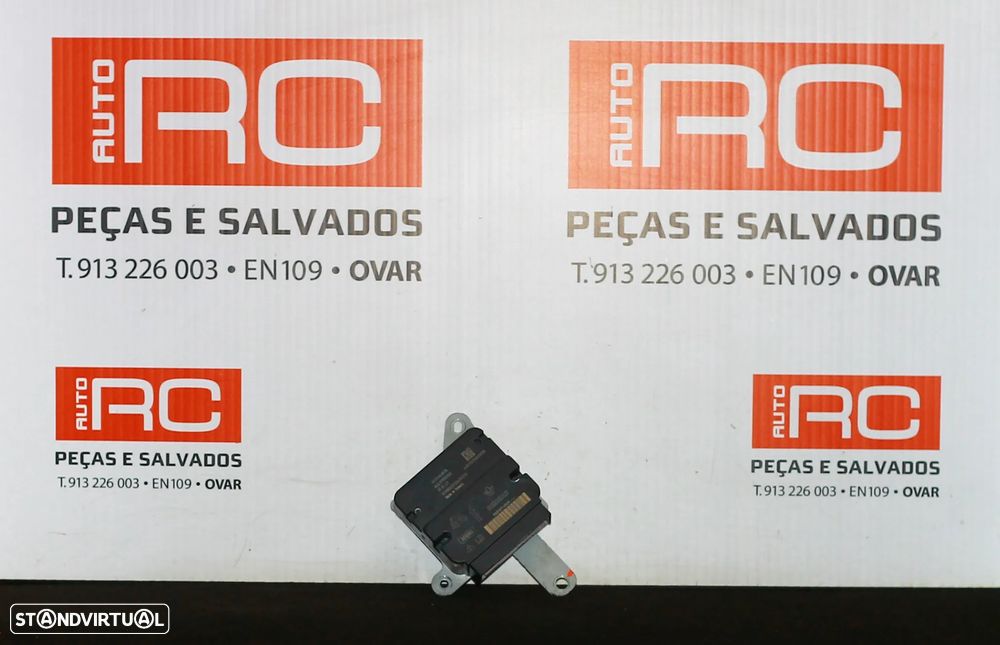 AUTO RC
PEÇAS E SALVADOS
T. 913 226 003 • EN109 • OVAR
AUTO RC
PEÇAS E SALVADOS
T. 913 226 003 • EN109 • OVAR
AUTO RC
PEÇAS E SALVADOS
T. 913 226 003 • EN109 • OVAR
AUTO RC
PEÇAS E SALVADOS
T. 913 226 003 • EN109 • OVAR
STANDVIRTUAL